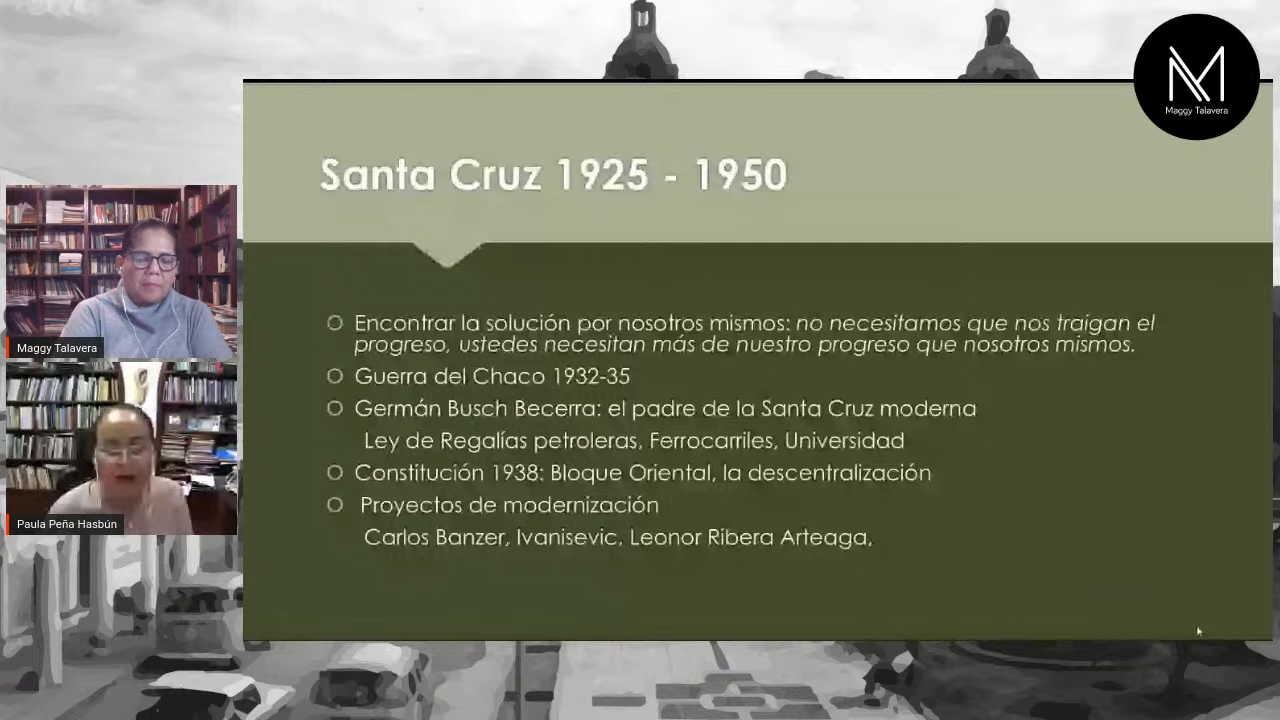 Maggy Talavera
Santa Cruz 1925 - 1950
Encontrar la solución por nosotros mismos: no necesitamos que nos traigan el
progreso, ustedes necesitan más de nuestro progreso que nosotros mismos.
Guerra del Chaco 1932-35
Germán Busch Becerra: el padre de la Santa Cruz moderna
Ley de Regalías petroleras, Ferrocarriles, Universidad
Constitución 1938: Bloque Oriental, la descentralización
Proyectos de modernización
Carlos Banzer, Ivanisevic, Leonor Ribera Arteaga,
Maggy Talavera
Paula Peña Hasbún